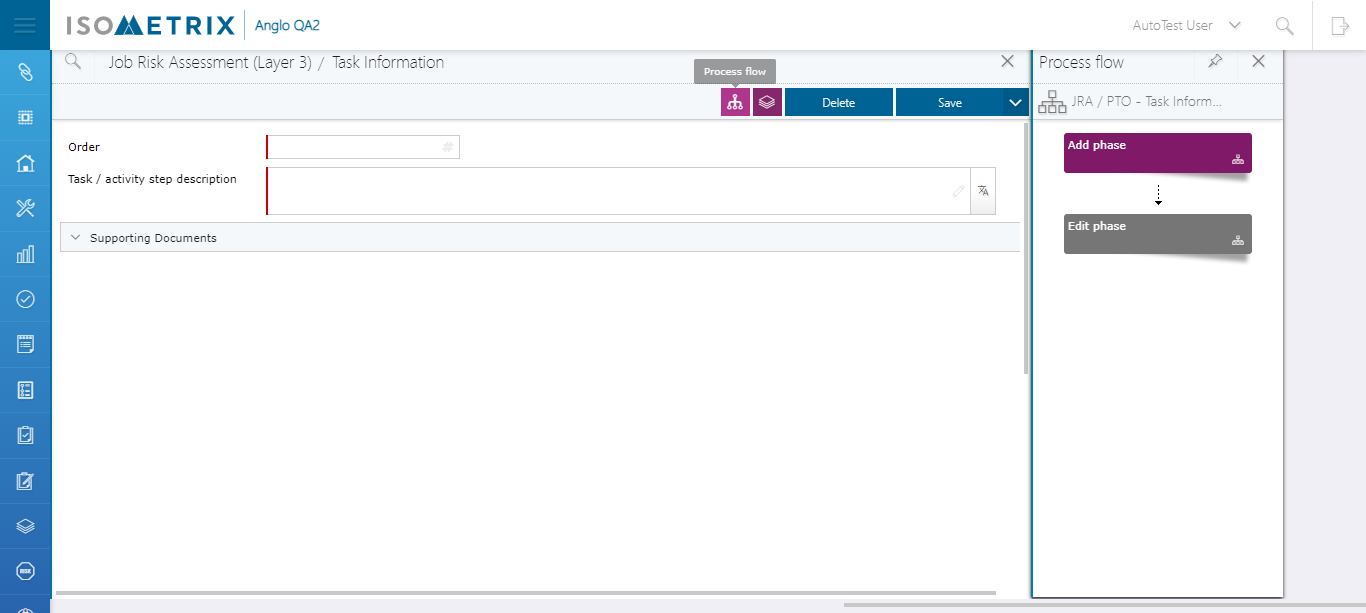 ISOMETRIX
Anglo QA2
AutoTest User
Job Risk Assessment (Layer 3) / Task Information
Process flow
Process flow
JRA / PTO - Task Inform...
Delete
Save
Order
#
Task / activity step description
Supporting Documents
Add phase
Edit phase
RISK